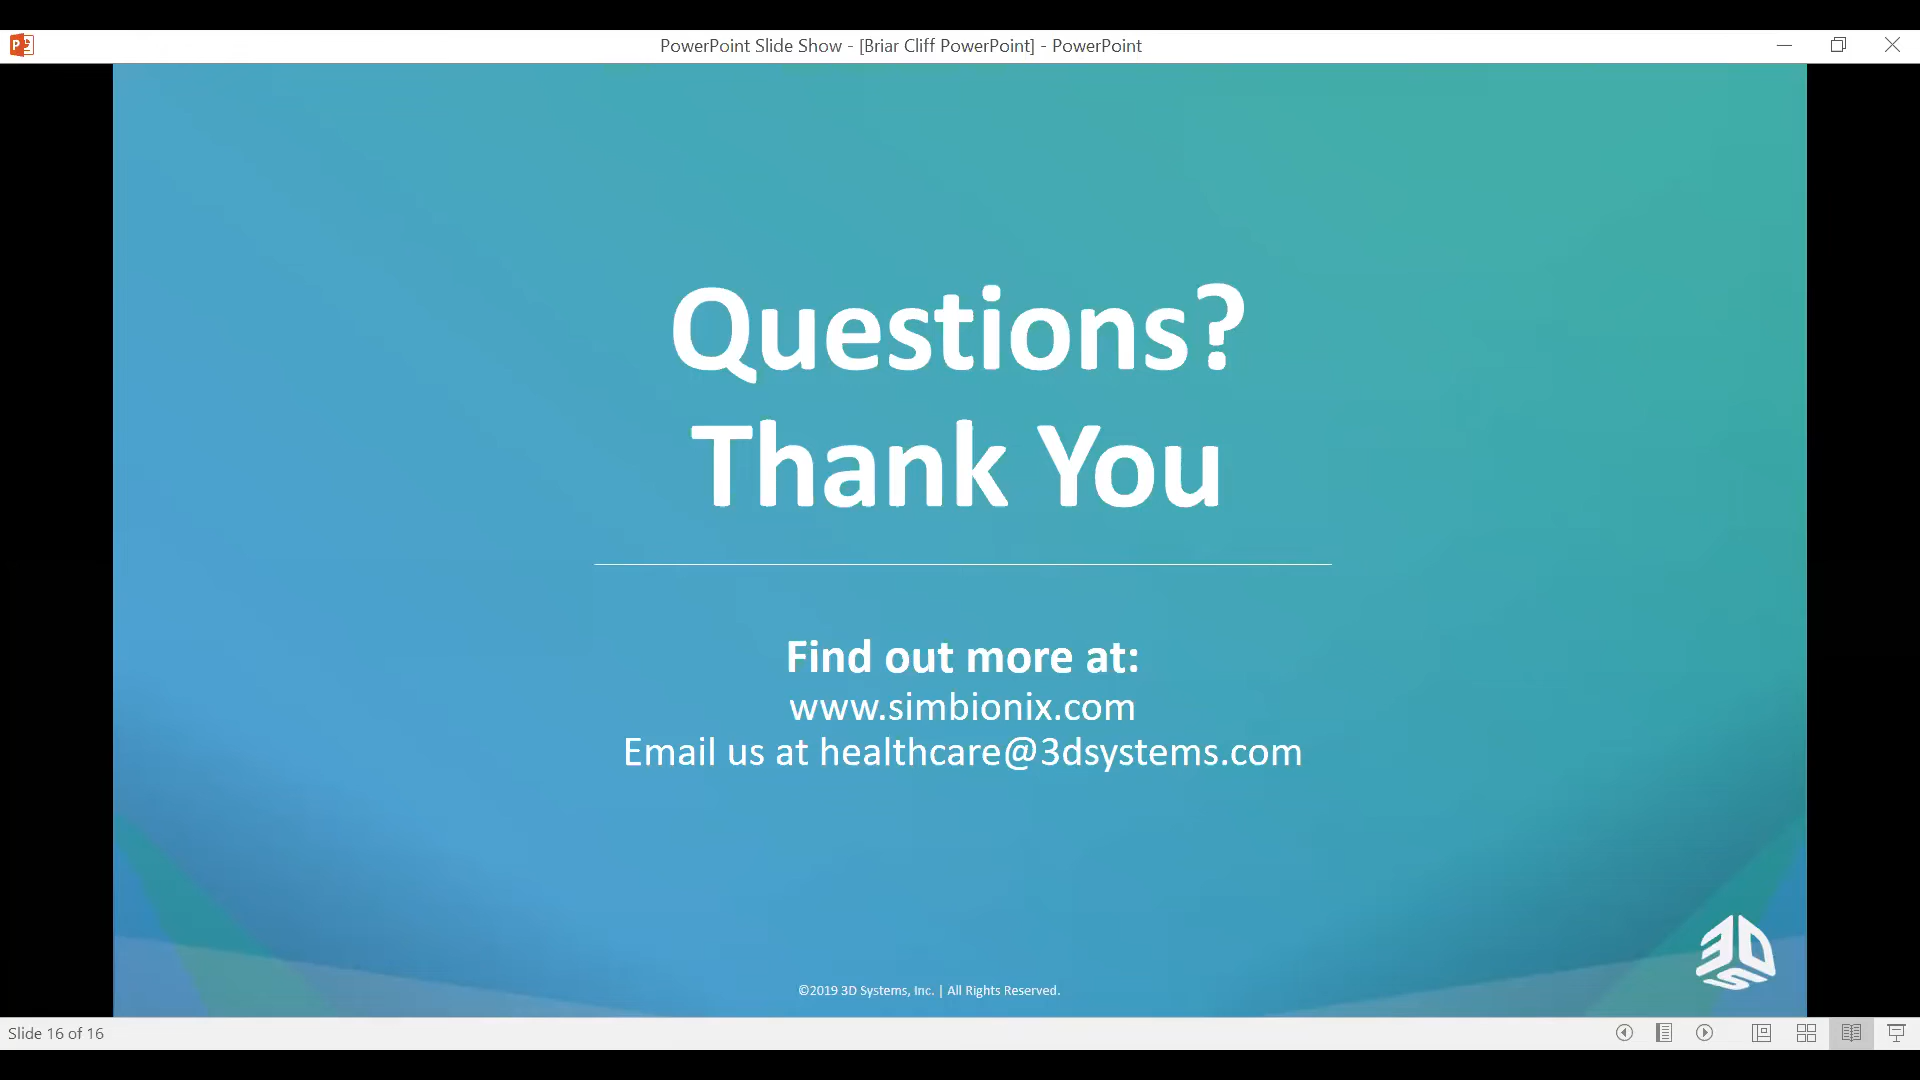 PowerPoint Slide Show - [Briar Cliff PowerPoint] - PowerPoint
Questions?
Thank You
Find out more at:
www.simbionix.com
Email us at healthcare@3dsystems.com
©2019 3D Systems, Inc. | All Rights Reserved.
3DS
Slide 16 of 16